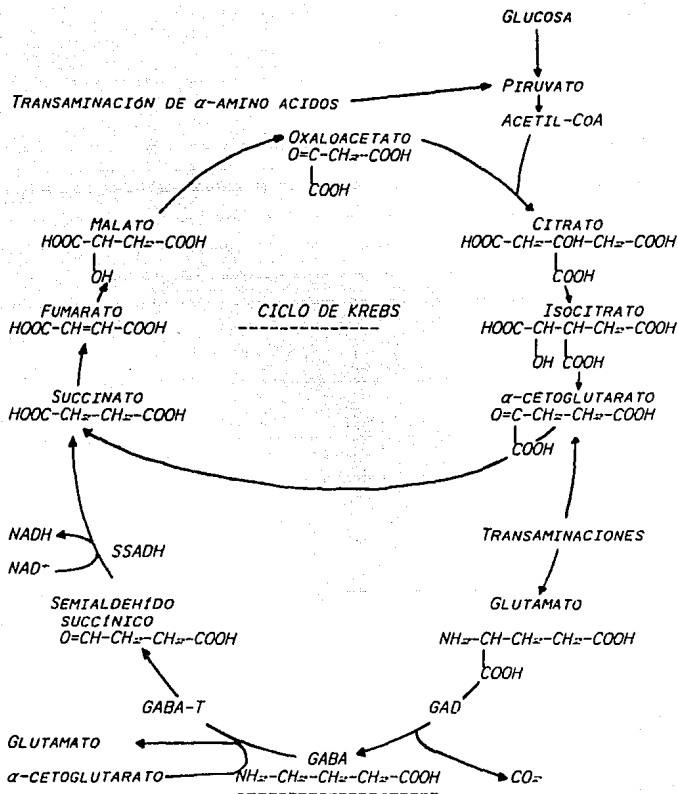 GLUCOSA
PIRUVATO
TRANSAMINACIÓN DE α-AMINO ACIDOS
ACETIL-COA
OXALOACETATO
O=C-CH₂-COOH
COOH
MALATO
HOOC-CH-CH₂-COOH
OH
CITRATO
HOOC-CH₂-COH-CH₂-COOH
COOH
FUMARATO
HOOC-CH=CH-COOH
CICLO DE KREBS
ISOCITRATO
HOOC-CH-CH-CH₂-COOH
OH COOH
SUCCINATO
HOOC-CH₂-CH₂-COOH
α-CETOGLUTARATO
O=C-CH₂-CH₂-COOH
COOH
NADH
SSADH
NAD+
TRANSAMINACIONES
SEMIALDEHÍDO
SUCCÍNICO
O=CH-CH₂-CH₂-COOH
GLUTAMATO
NH₂-CH-CH₂-CH₂-COOH
COOH
GABA-T
GAD
GLUTAMATO
GABA
α-CETOGLUTARATO
NH₂-CH₂-CH₂-CH₂-COOH
CO₂